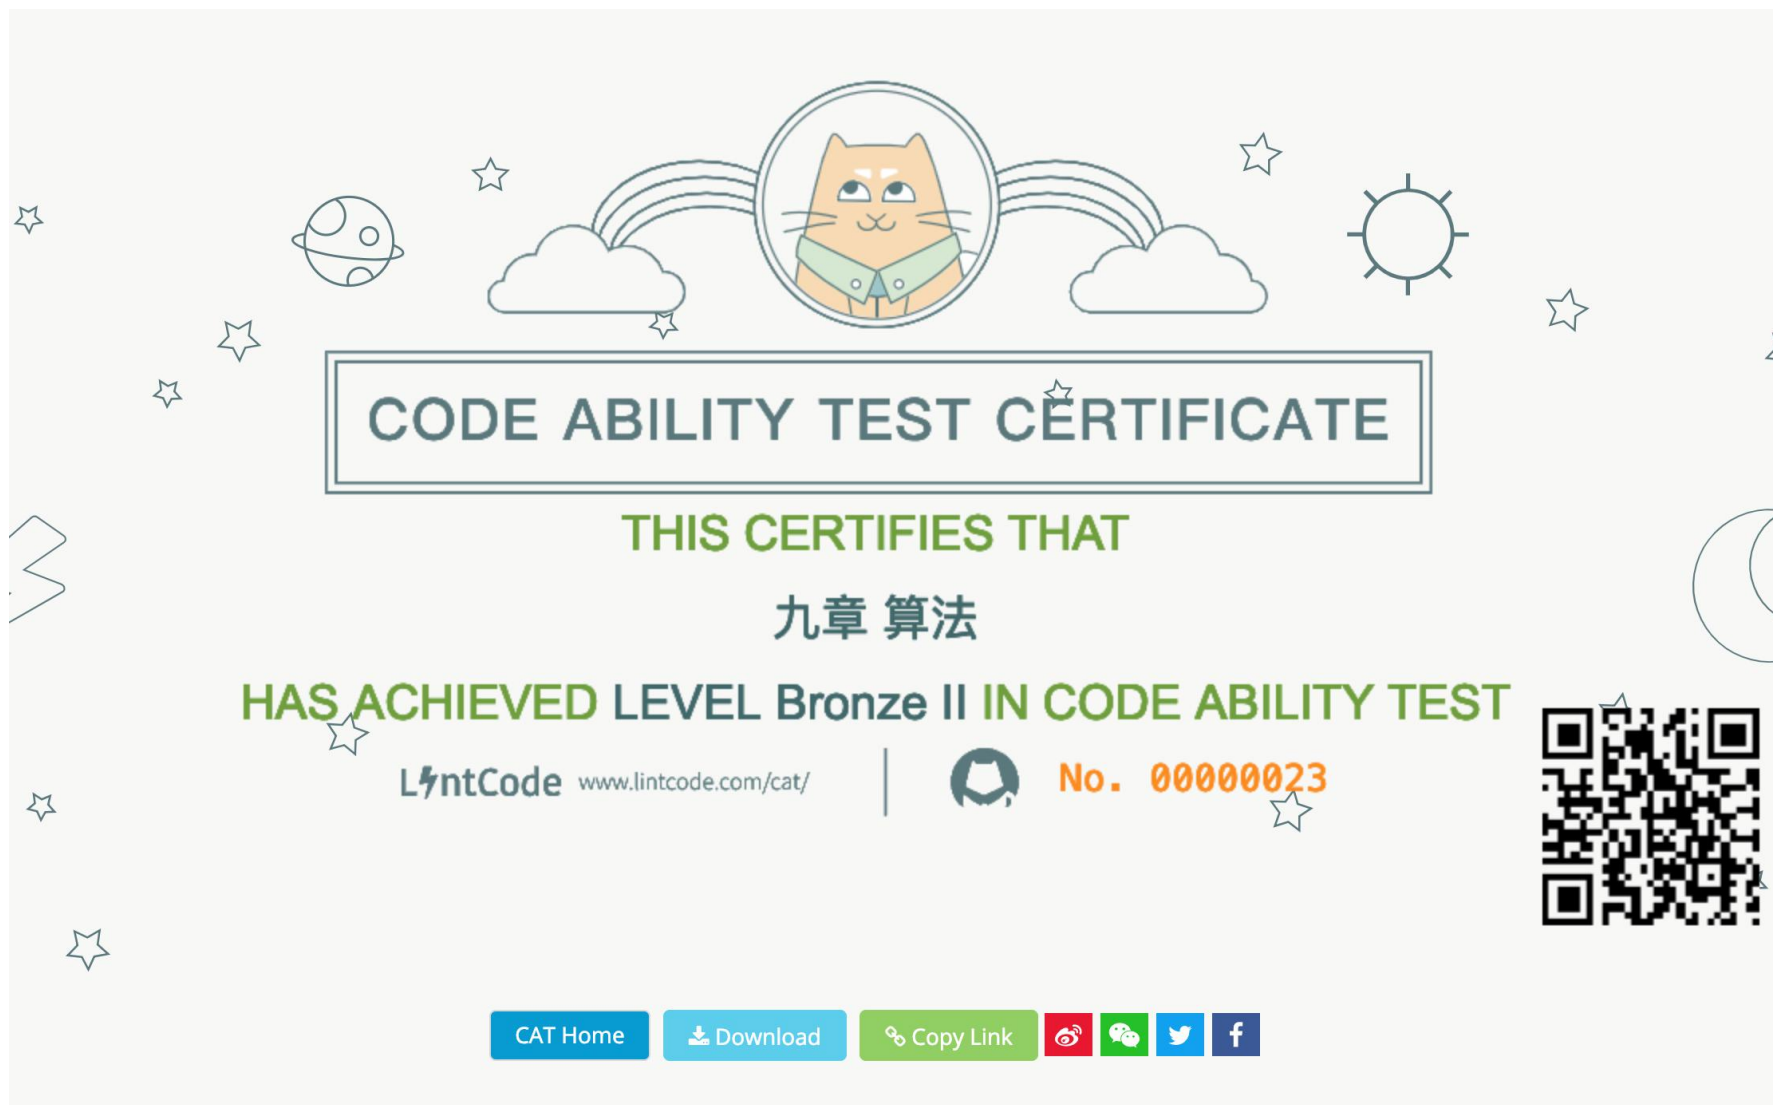 CODE ABILITY TEST CERTIFICATE
THIS CERTIFIES THAT
九章 算法
HAS ACHIEVED LEVEL Bronze II IN CODE ABILITY TEST
LintCode www.lintcode.com/cat/ No. 00000023
CAT Home Download Copy Link